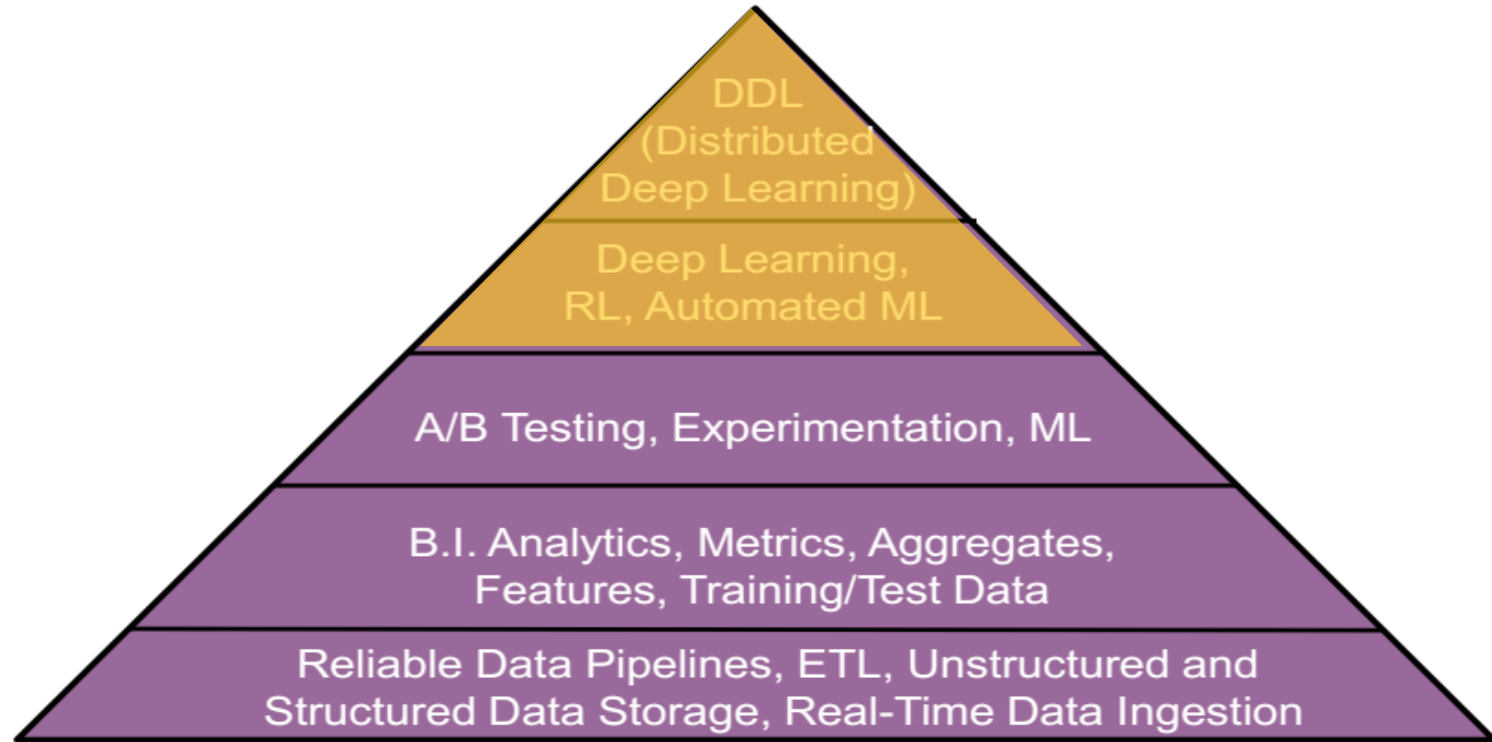 DDL
(Distributed
Deep Learning)
Deep Learning,
RL, Automated ML
A/B Testing, Experimentation, ML
B.I. Analytics, Metrics, Aggregates,
Features, Training/Test Data
Reliable Data Pipelines, ETL, Unstructured and
Structured Data Storage, Real-Time Data Ingestion